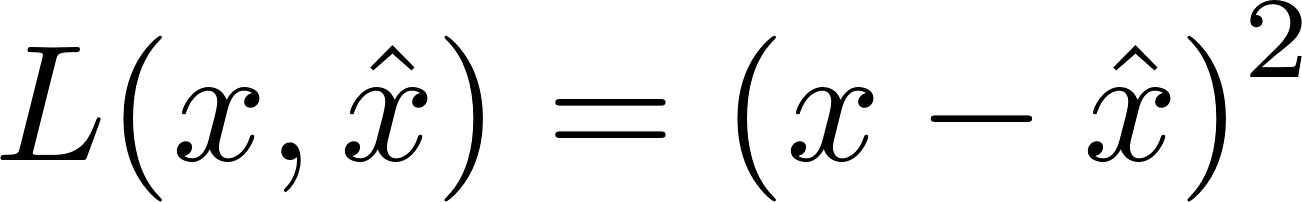 L(x, x̂) = (x − x̂)²